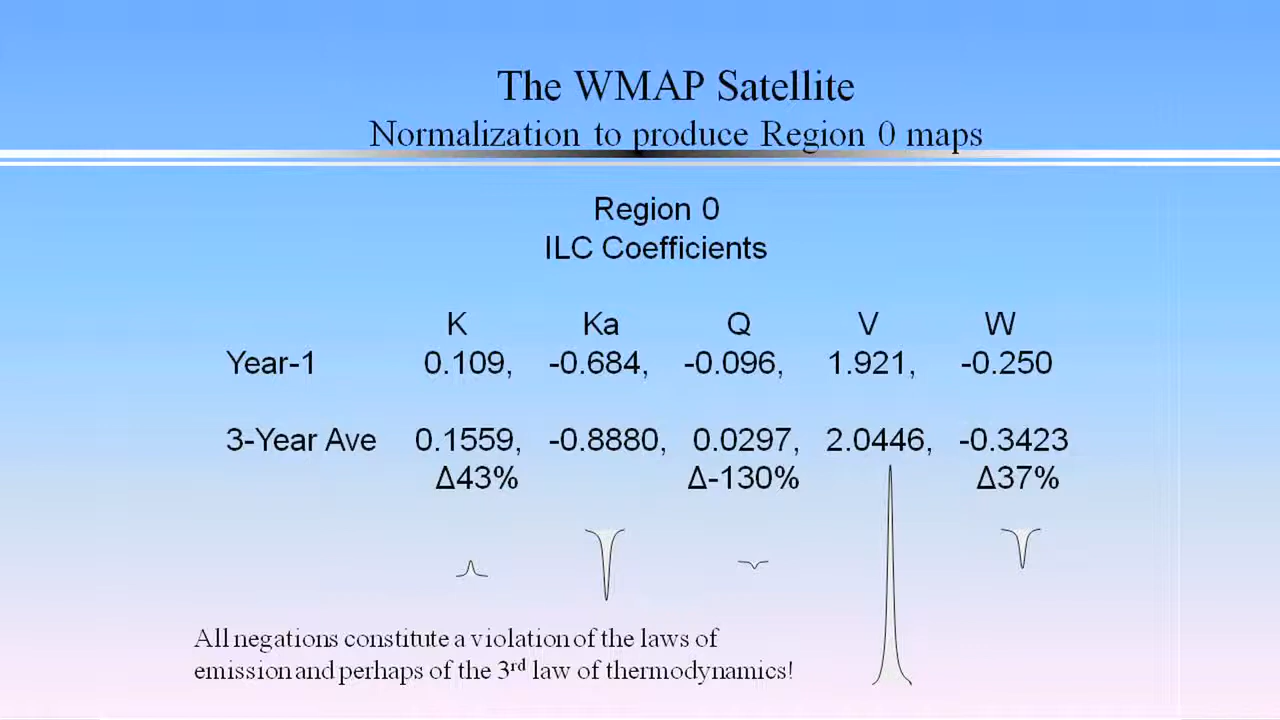 The WMAP Satellite
Normalization to produce Region 0 maps
Region 0
ILC Coefficients
K Ka Q V W
Year-1 0.109, -0.684, -0.096, 1.921, -0.250
3-Year Ave 0.1559, -0.8880, 0.0297, 2.0446, -0.3423
Δ43% Δ-130% Δ37%
All negations constitute a violation of the laws of
emission and perhaps of the 3rd law of thermodynamics!